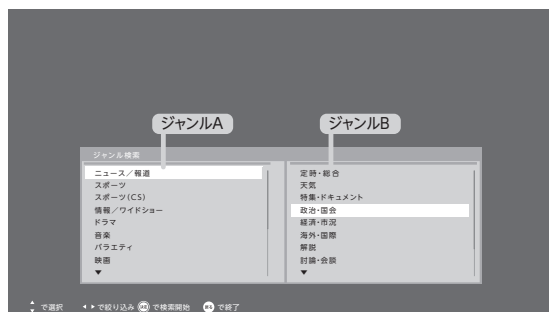 ジャンルA
ジャンルB
ジャンル検索
ニュース／報道
スポーツ
スポーツ(CS)
情報／ワイドショー
ドラマ
音楽
バラエティ
映画
▼
定時・総合
天気
特集・ドキュメント
政治・国会
経済・市況
海外・国際
解説
討論・会談
▼
で選択 で絞り込み 決定 で検索開始 戻る で終了